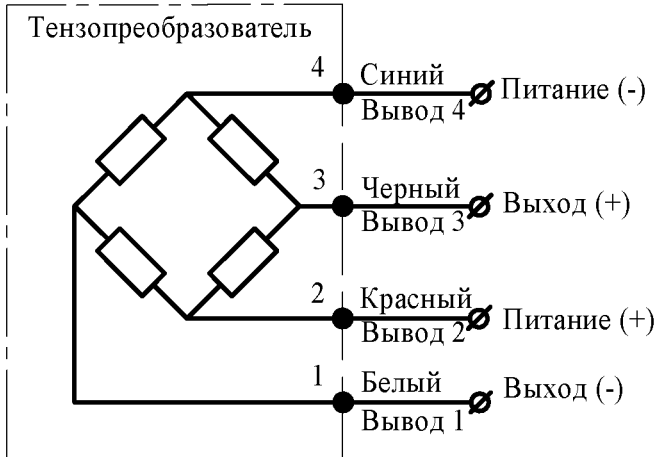 Тензопреобразователь
4 Синий
Вывод 4
Питание (-)
3 Черный
Вывод 3
Выход (+)
2 Красный
Вывод 2
Питание (+)
1 Белый
Вывод 1
Выход (-)